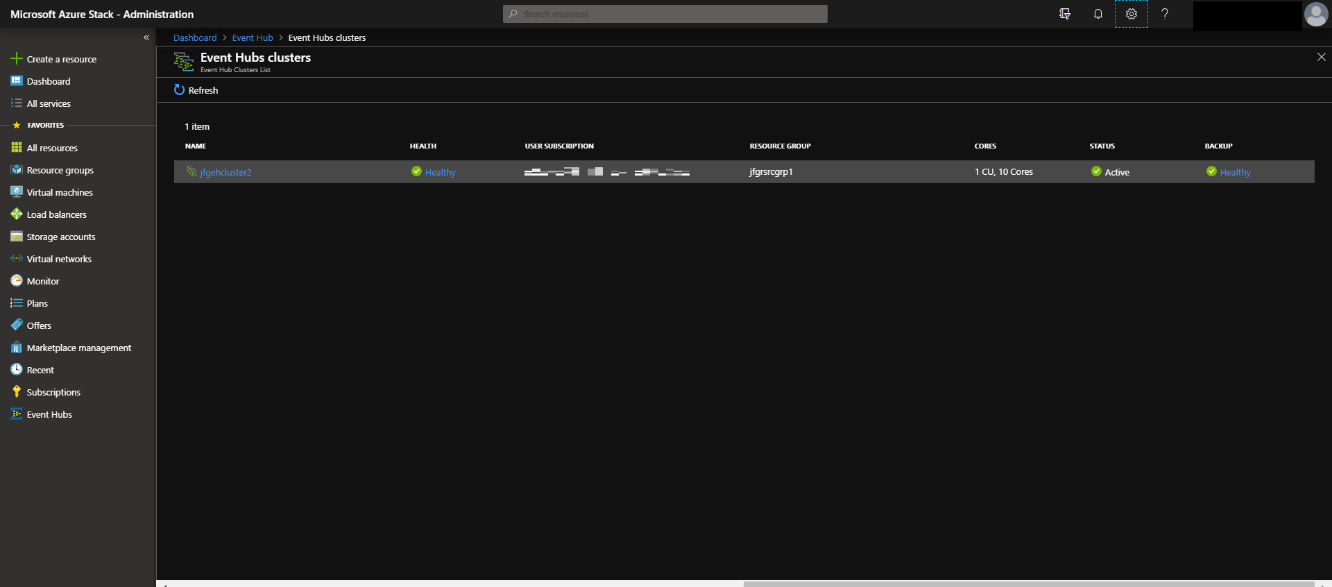 Microsoft Azure Stack - Administration
Search resources
?
«
Dashboard > Event Hub > Event Hubs clusters
Create a resource
Dashboard
All services
FAVORITES
All resources
Resource groups
Virtual machines
Load balancers
Storage accounts
Virtual networks
Monitor
Plans
Offers
Marketplace management
Recent
Subscriptions
Event Hubs
Event Hubs clusters
Event Hub Clusters List
Refresh
1 item
NAME HEALTH USER SUBSCRIPTION RESOURCE GROUP CORES STATUS BACKUP
jfgehcluster2 Healthy jfgrsrcgrp1 1 CU, 10 Cores Active Healthy